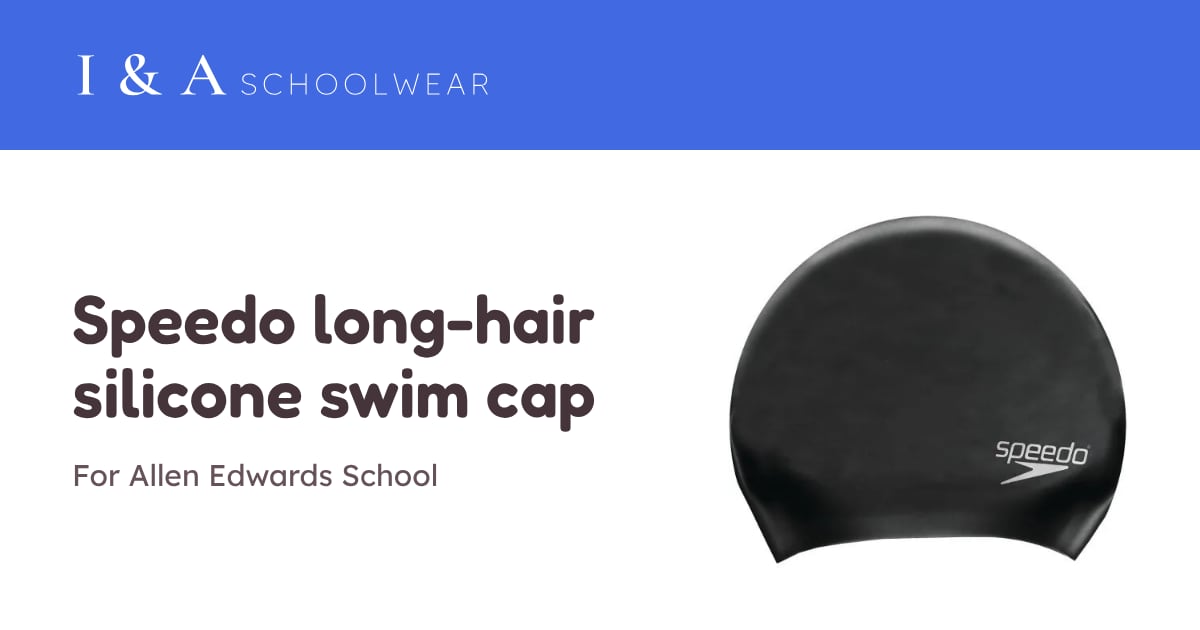 I & A SCHOOLWEAR
Speedo long-hair
silicone swim cap
For Allen Edwards School
speedo